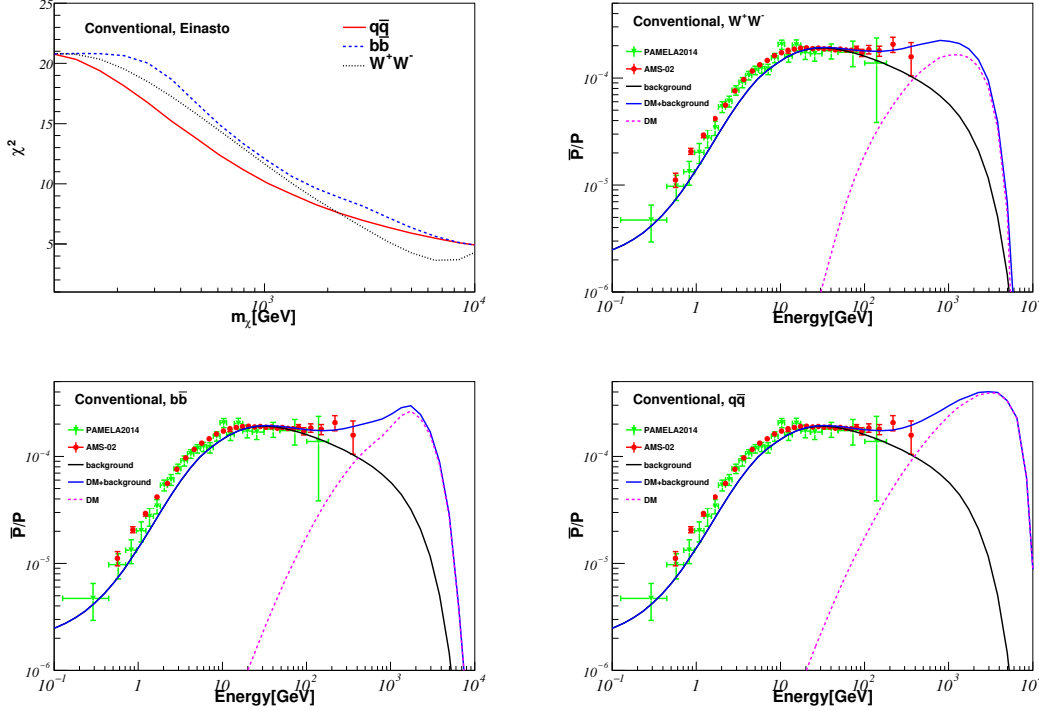 Conventional, Einasto
qq̅
bb̅
W⁺W⁻
χ²
25
20
15
10
5
10³
10⁴
mχ[GeV]
Conventional, W⁺W⁻
PAMELA2014
AMS-02
background
DM+background
DM
P̅/P
10⁻⁴
10⁻⁵
10⁻⁶
10⁻¹ 1 10 10² 10³ 10⁴
Energy[GeV]
Conventional, bb̅
PAMELA2014
AMS-02
background
DM+background
DM
P̅/P
10⁻⁴
10⁻⁵
10⁻⁶
10⁻¹ 1 10 10² 10³ 10⁴
Energy[GeV]
Conventional, qq̅
PAMELA2014
AMS-02
background
DM+background
DM
P̅/P
10⁻⁴
10⁻⁵
10⁻⁶
10⁻¹ 1 10 10² 10³ 10⁴
Energy[GeV]